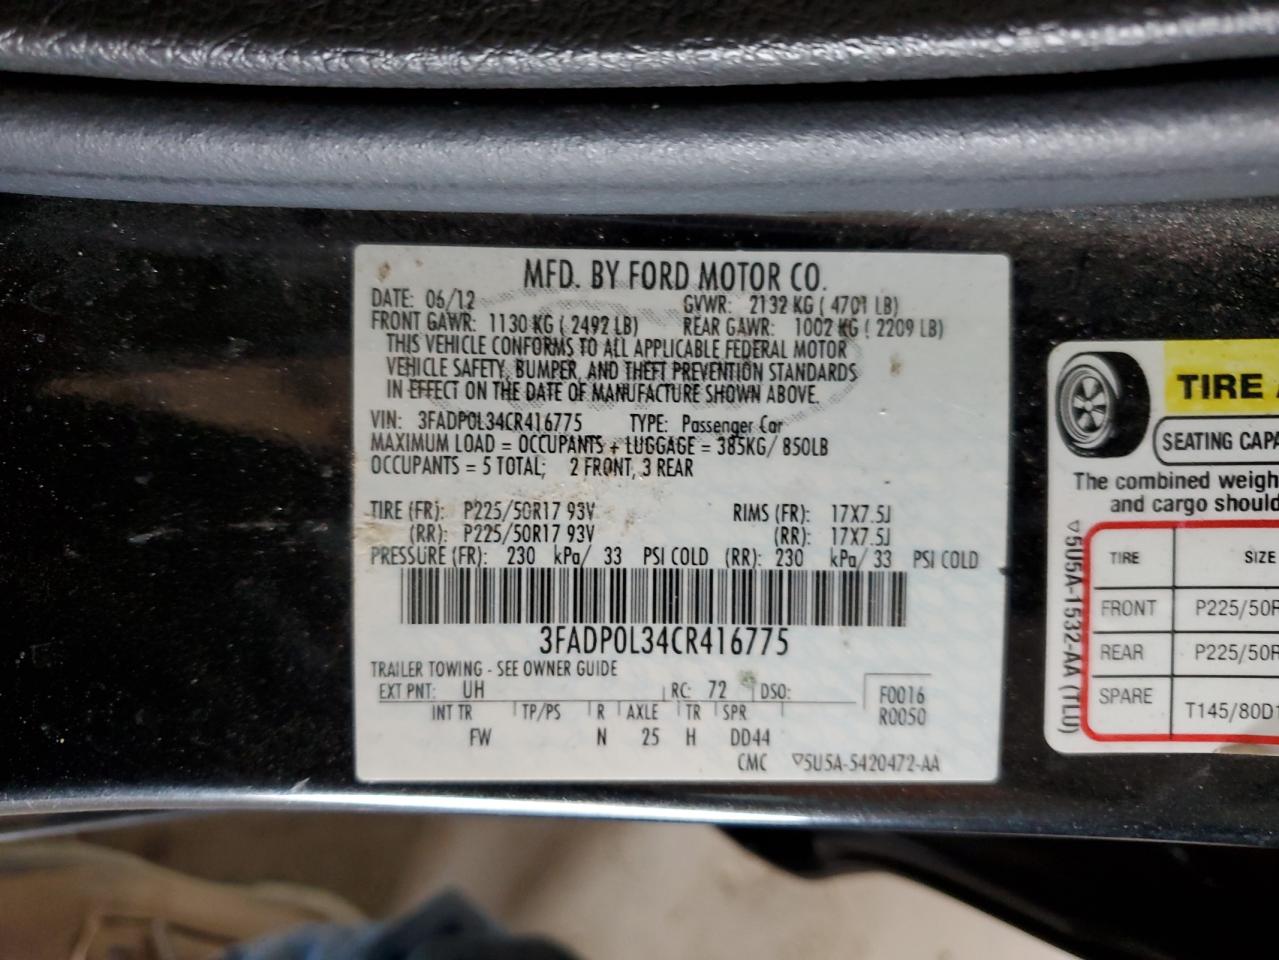 MFD. BY FORD MOTOR CO.
DATE: 06/12 GVWR: 2132 KG ( 4701 LB)
FRONT GAWR: 1130 KG ( 2492 LB) REAR GAWR: 1002 KG ( 2209 LB)
THIS VEHICLE CONFORMS TO ALL APPLICABLE FEDERAL MOTOR
VEHICLE SAFETY, BUMPER, AND THEFT PREVENTION STANDARDS
IN EFFECT ON THE DATE OF MANUFACTURE SHOWN ABOVE.
VIN: 3FADP0L34CR416775 TYPE: Passenger Car
MAXIMUM LOAD = OCCUPANTS + LUGGAGE = 385KG/ 850LB
OCCUPANTS = 5 TOTAL; 2 FRONT, 3 REAR
TIRE (FR): P225/50R17 93V RIMS (FR): 17X7.5J
(RR): P225/50R17 93V (RR): 17X7.5J
PRESSURE (FR): 230 kPa/ 33 PSI COLD (RR): 230 kPa/ 33 PSI COLD
3FADP0L34CR416775
TRAILER TOWING - SEE OWNER GUIDE
EXT PNT: UH RC: 72 DSO: F0016
R0050
INT TR TP/PS R AXLE TR SPR
FW N 25 H DD44
CMC ▽5U5A-5420472-AA
TIRE
SEATING CAPA
The combined weigh
and cargo should
▽5U5A-1532-AA (TLU)
TIRE SIZE
FRONT P225/50R
REAR P225/50R
SPARE T145/80D1